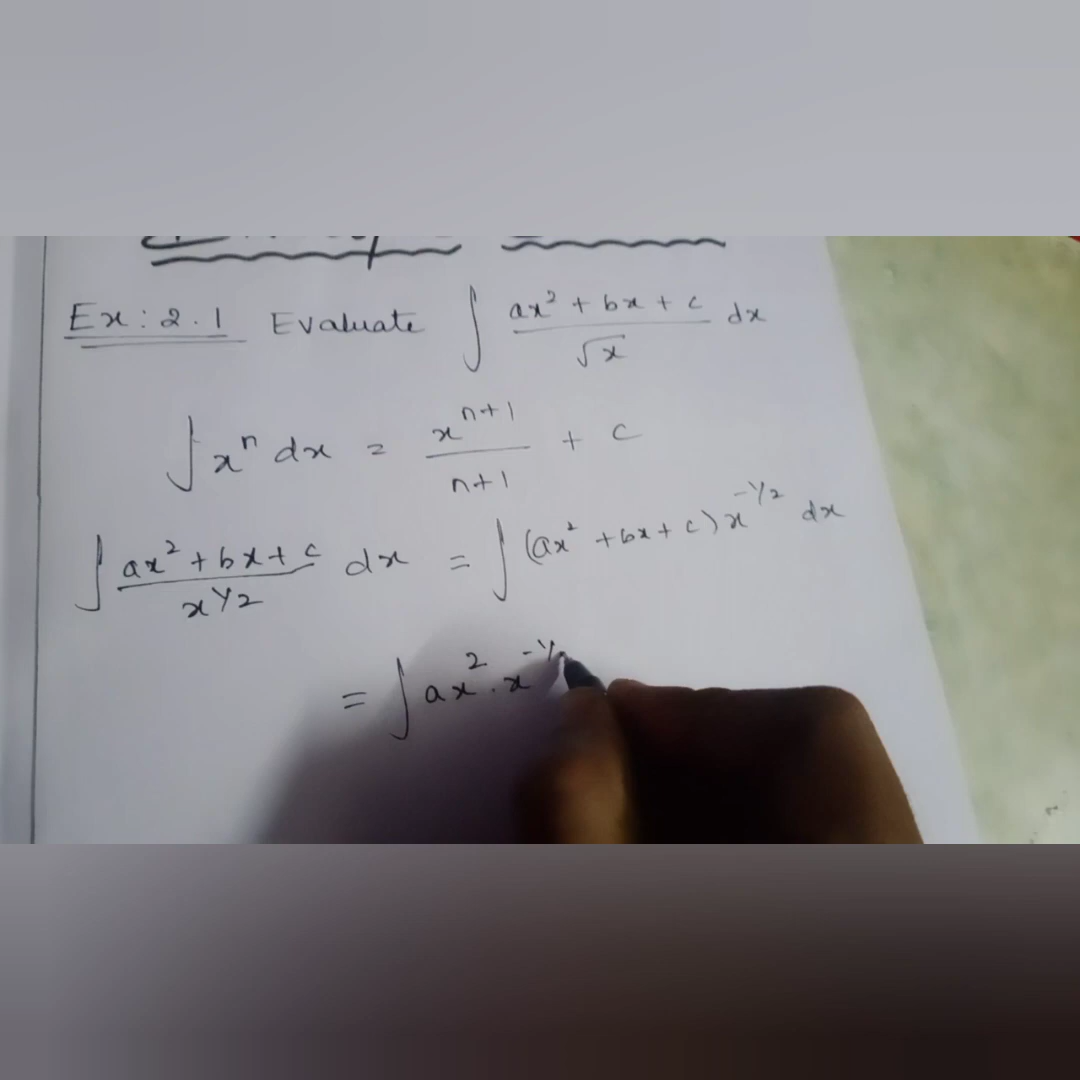 Ex: 2.1 Evaluate ∫ (ax² + bx + c)/√x dx
∫ xⁿ dx = xⁿ⁺¹/(n+1) + c
∫ (ax² + bx + c)/x^1/2 dx = ∫ (ax² + bx + c) x^-1/2 dx
= ∫ ax² . x^-1/